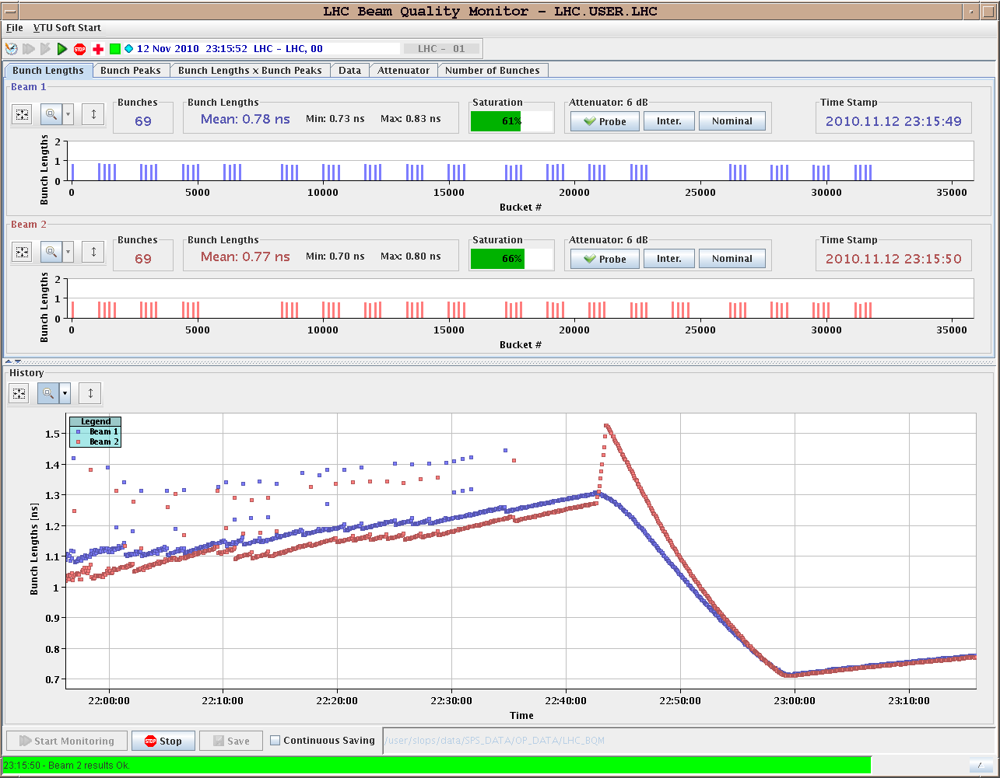 LHC Beam Quality Monitor - LHC.USER.LHC
File VTU Soft Start
STOP 12 Nov 2010 23:15:52 LHC - LHC, 00 LHC - 01
Bunch Lengths Bunch Peaks Bunch Lengths x Bunch Peaks Data Attenuator Number of Bunches
Beam 1
Bunches Bunch Lengths Saturation Attenuator: 6 dB Time Stamp
69 Mean: 0.78 ns Min: 0.73 ns Max: 0.83 ns 61% Probe Inter. Nominal 2010.11.12 23:15:49
Bunch Lengths
2
1
0
0 5000 10000 15000 20000 25000 30000 35000
Bucket #
Beam 2
Bunches Bunch Lengths Saturation Attenuator: 6 dB Time Stamp
69 Mean: 0.77 ns Min: 0.70 ns Max: 0.80 ns 66% Probe Inter. Nominal 2010.11.12 23:15:50
Bunch Lengths
2
1
0
0 5000 10000 15000 20000 25000 30000 35000
Bucket #
History
Legend
Beam 1
Beam 2
Bunch Lengths [ns]
1.5
1.4
1.3
1.2
1.1
1
0.9
0.8
0.7
22:00:00 22:10:00 22:20:00 22:30:00 22:40:00 22:50:00 23:00:00 23:10:00
Time
Start Monitoring STOP Stop Save Continuous Saving /user/slops/data/SPS_DATA/OP_DATA/LHC_BQM
23:15:50 - Beam 2 results Ok.